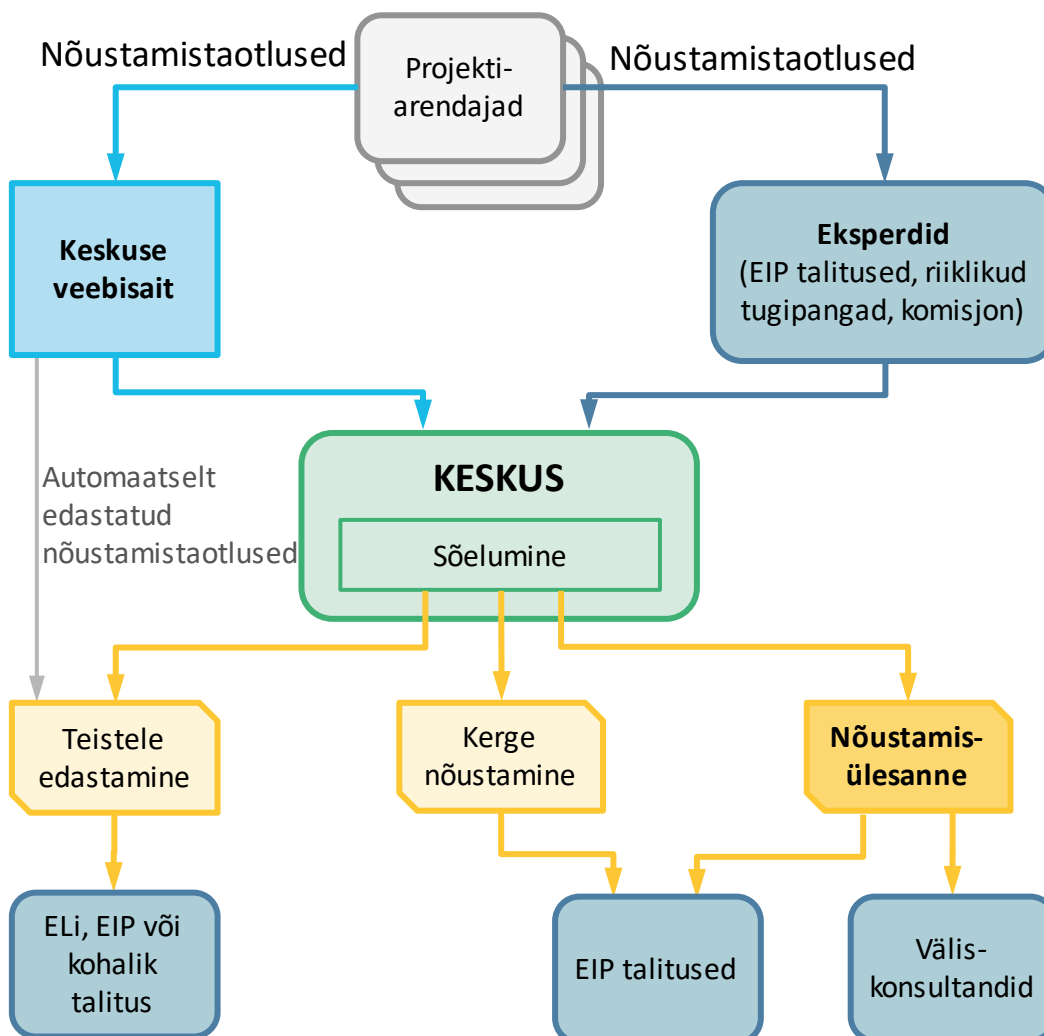 Nõustamistaotlused
Projekti-
arendajad
Nõustamistaotlused
Keskuse
veebisait
Eksperdid
(EIP talitused, riiklikud
tugipangad, komisjon)
KESKUS
Sõelumine
Automaatselt
edastatud
nõustamistaotlused
Teistele
edastamine
Kerge
nõustamine
Nõustamis-
ülesanne
ELi, EIP või
kohalik
talitus
EIP talitused
Välis-
konsultandid